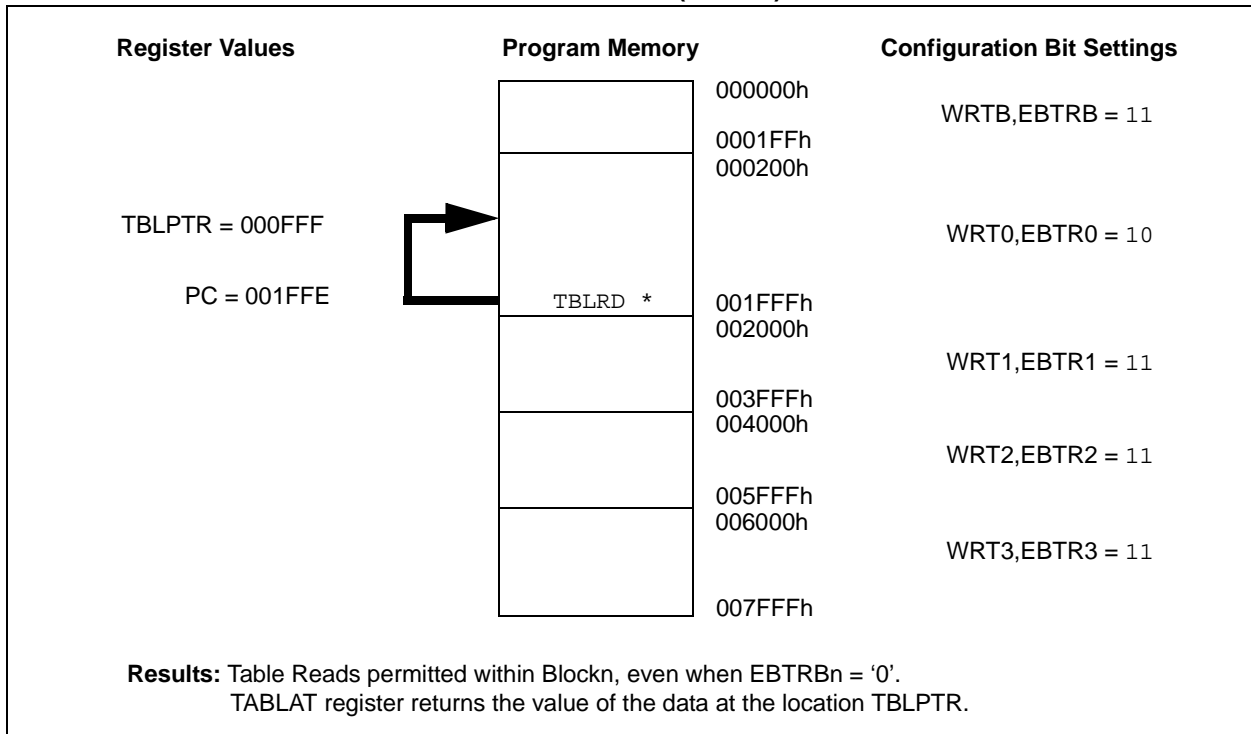 Register Values
Program Memory
Configuration Bit Settings
000000h
WRTB,EBTRB = 11
0001FFh
000200h
TBLPTR = 000FFF
WRT0,EBTR0 = 10
PC = 001FFE
TBLRD *
001FFFh
002000h
WRT1,EBTR1 = 11
003FFFh
004000h
WRT2,EBTR2 = 11
005FFFh
006000h
WRT3,EBTR3 = 11
007FFFh
Results: Table Reads permitted within Blockn, even when EBTRBn = ‘0’.
TABLAT register returns the value of the data at the location TBLPTR.